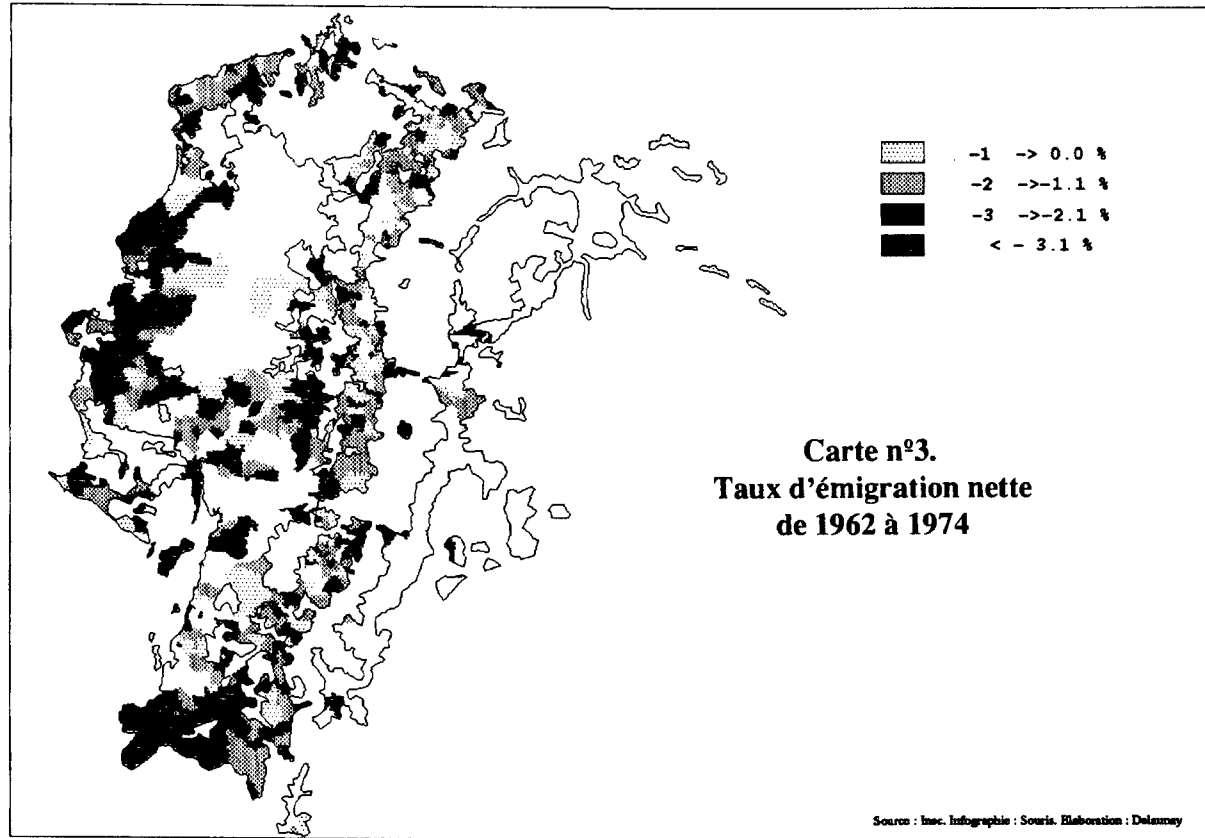 -1 -> 0.0 %
-2 ->-1.1 %
-3 ->-2.1 %
< - 3.1 %
Carte nº3.
Taux d'émigration nette
de 1962 à 1974
Source : Inec. Infographie : Souris. Elaboration : Delaunay